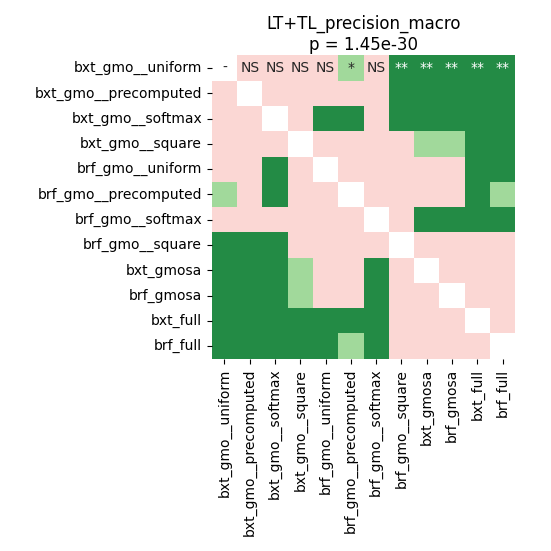 LT+TL_precision_macro
p = 1.45e-30
bxt_gmo__uniform - NS NS NS NS * NS ** ** ** ** **
bxt_gmo__precomputed
bxt_gmo__softmax
bxt_gmo__square
brf_gmo__uniform
brf_gmo__precomputed
brf_gmo__softmax
brf_gmo__square
bxt_gmosa
brf_gmosa
bxt_full
brf_full
bxt_gmo__uniform
bxt_gmo__precomputed
bxt_gmo__softmax
bxt_gmo__square
brf_gmo__uniform
brf_gmo__precomputed
brf_gmo__softmax
brf_gmo__square
bxt_gmosa
brf_gmosa
bxt_full
brf_full